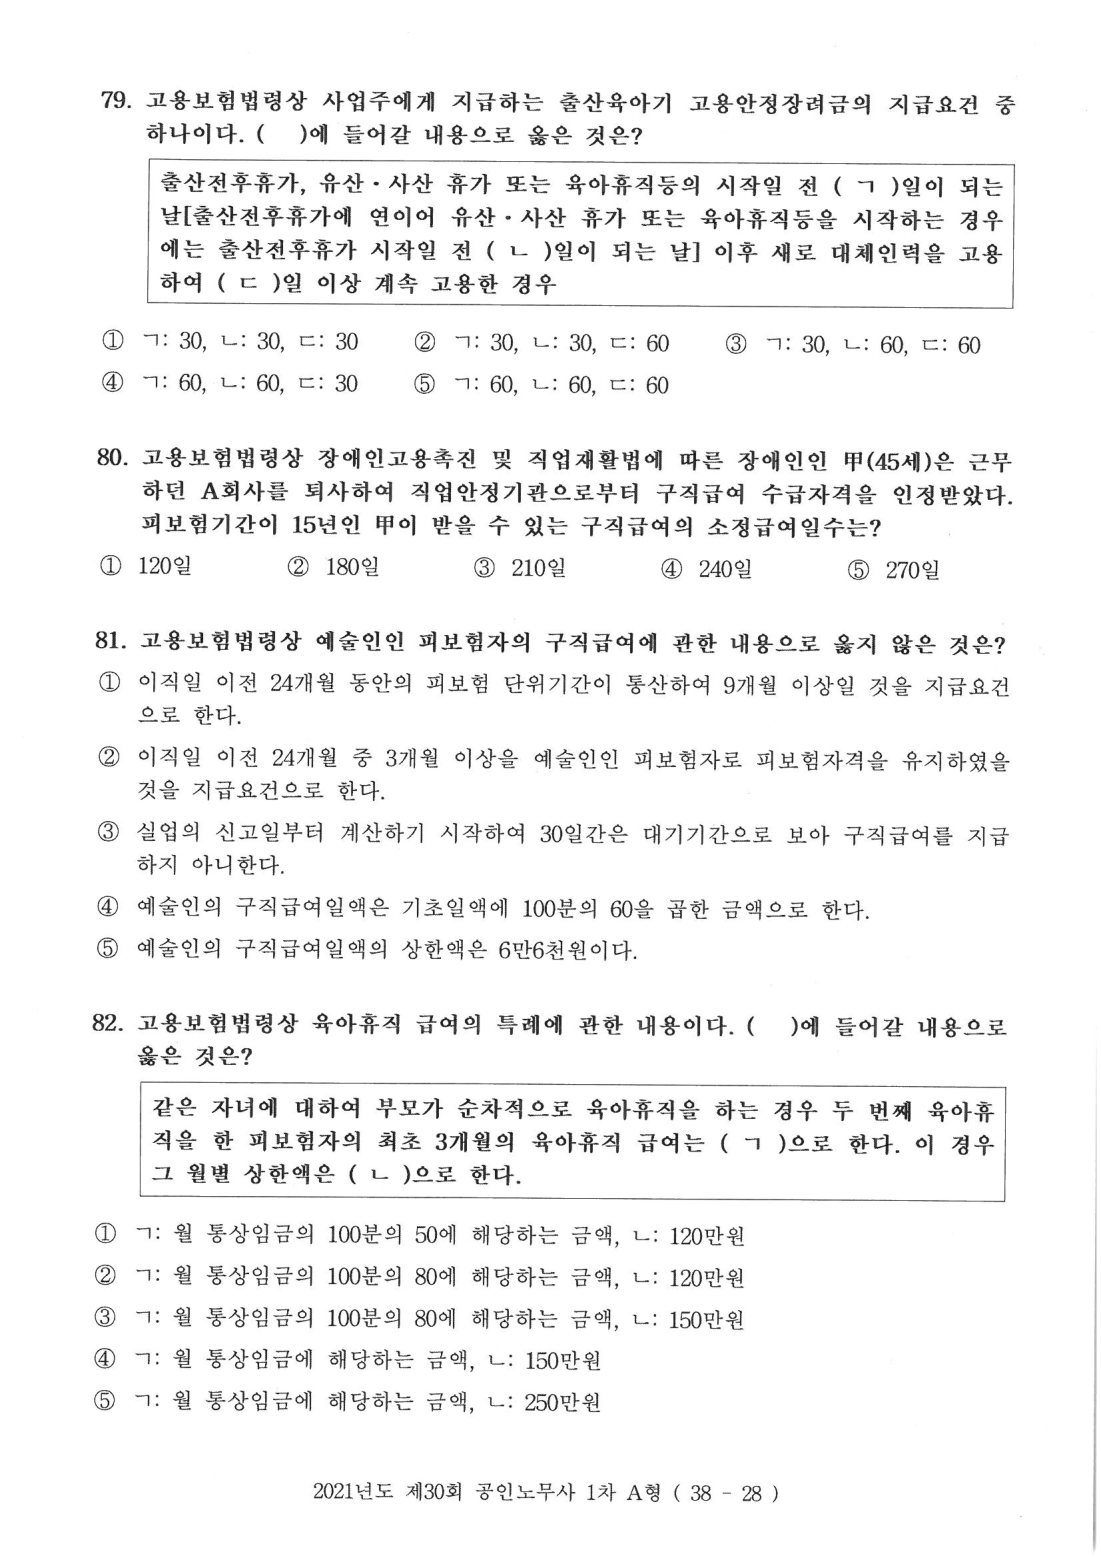 79. 고용보험법령상 사업주에게 지급하는 출산육아기 고용안정장려금의 지급요건 중
하나이다. (   )에 들어갈 내용으로 옳은 것은?
출산전후휴가, 유산·사산 휴가 또는 육아휴직등의 시작일 전 ( ㄱ )일이 되는
날[출산전후휴가에 연이어 유산·사산 휴가 또는 육아휴직등을 시작하는 경우
에는 출산전후휴가 시작일 전 ( ㄴ )일이 되는 날] 이후 새로 대체인력을 고용
하여 ( ㄷ )일 이상 계속 고용한 경우
① ㄱ: 30, ㄴ: 30, ㄷ: 30 ② ㄱ: 30, ㄴ: 30, ㄷ: 60 ③ ㄱ: 30, ㄴ: 60, ㄷ: 60
④ ㄱ: 60, ㄴ: 60, ㄷ: 30 ⑤ ㄱ: 60, ㄴ: 60, ㄷ: 60
80. 고용보험법령상 장애인고용촉진 및 직업재활법에 따른 장애인인 甲(45세)은 근무
하던 A회사를 퇴사하여 직업안정기관으로부터 구직급여 수급자격을 인정받았다.
피보험기간이 15년인 甲이 받을 수 있는 구직급여의 소정급여일수는?
① 120일 ② 180일 ③ 210일 ④ 240일 ⑤ 270일
81. 고용보험법령상 예술인인 피보험자의 구직급여에 관한 내용으로 옳지 않은 것은?
① 이직일 이전 24개월 동안의 피보험 단위기간이 통산하여 9개월 이상일 것을 지급요건
으로 한다.
② 이직일 이전 24개월 중 3개월 이상을 예술인인 피보험자로 피보험자격을 유지하였을
것을 지급요건으로 한다.
③ 실업의 신고일부터 계산하기 시작하여 30일간은 대기기간으로 보아 구직급여를 지급
하지 아니한다.
④ 예술인의 구직급여일액은 기초일액에 100분의 60을 곱한 금액으로 한다.
⑤ 예술인의 구직급여일액의 상한액은 6만6천원이다.
82. 고용보험법령상 육아휴직 급여의 특례에 관한 내용이다. (   )에 들어갈 내용으로
옳은 것은?
같은 자녀에 대하여 부모가 순차적으로 육아휴직을 하는 경우 두 번째 육아휴
직을 한 피보험자의 최초 3개월의 육아휴직 급여는 ( ㄱ )으로 한다. 이 경우
그 월별 상한액은 ( ㄴ )으로 한다.
① ㄱ: 월 통상임금의 100분의 50에 해당하는 금액, ㄴ: 120만원
② ㄱ: 월 통상임금의 100분의 80에 해당하는 금액, ㄴ: 120만원
③ ㄱ: 월 통상임금의 100분의 80에 해당하는 금액, ㄴ: 150만원
④ ㄱ: 월 통상임금에 해당하는 금액, ㄴ: 150만원
⑤ ㄱ: 월 통상임금에 해당하는 금액, ㄴ: 250만원
2021년도 제30회 공인노무사 1차 A형 ( 38 - 28 )